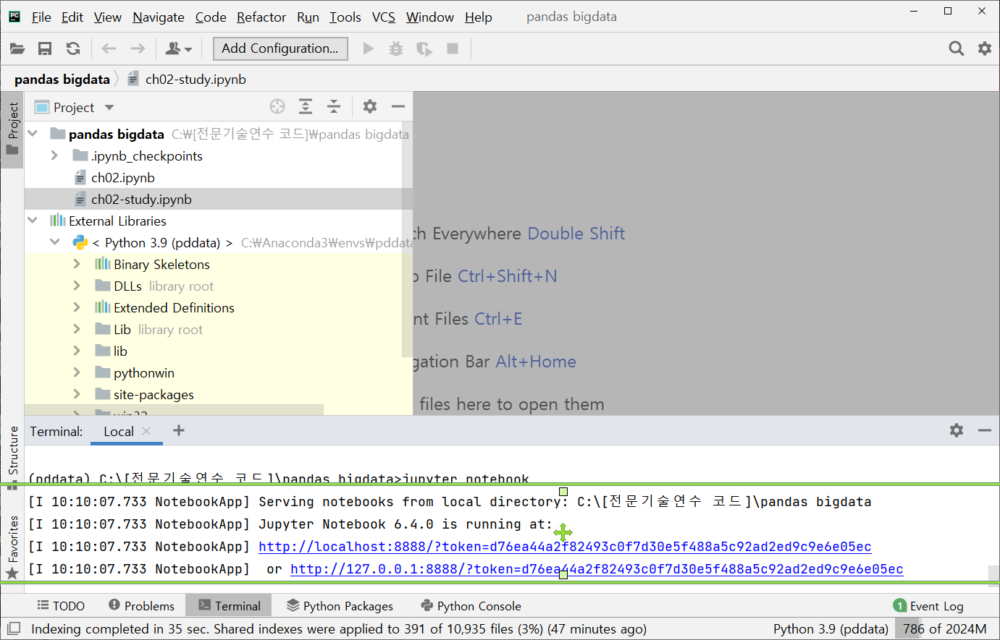 PC File Edit View Navigate Code Refactor Run Tools VCS Window Help pandas bigdata
Add Configuration...
pandas bigdata ch02-study.ipynb
Project
Project
pandas bigdata C:₩[전문기술연수 코드]₩pandas bigdata
.ipynb_checkpoints
ch02.ipynb
ch02-study.ipynb
External Libraries
< Python 3.9 (pddata) > C:₩Anaconda3₩envs₩pddata
Binary Skeletons
DLLs library root
Extended Definitions
Lib library root
lib
pythonwin
site-packages
win32
ch Everywhere Double Shift
o File Ctrl+Shift+N
nt Files Ctrl+E
gation Bar Alt+Home
files here to open them
Structure
Favorites
Terminal: Local
(pddata) C:\[전문기술연수 코드]\pandas bigdata>jupyter notebook
[I 10:10:07.733 NotebookApp] Serving notebooks from local directory: C:\[전문기술연수 코드]\pandas bigdata
[I 10:10:07.733 NotebookApp] Jupyter Notebook 6.4.0 is running at:
[I 10:10:07.733 NotebookApp] http://localhost:8888/?token=d76ea44a2f82493c0f7d30e5f488a5c92ad2ed9c9e6e05ec
[I 10:10:07.733 NotebookApp]  or http://127.0.0.1:8888/?token=d76ea44a2f82493c0f7d30e5f488a5c92ad2ed9c9e6e05ec
TODO Problems Terminal Python Packages Python Console 1 Event Log
Indexing completed in 35 sec. Shared indexes were applied to 391 of 10,935 files (3%) (47 minutes ago) Python 3.9 (pddata) 786 of 2024M